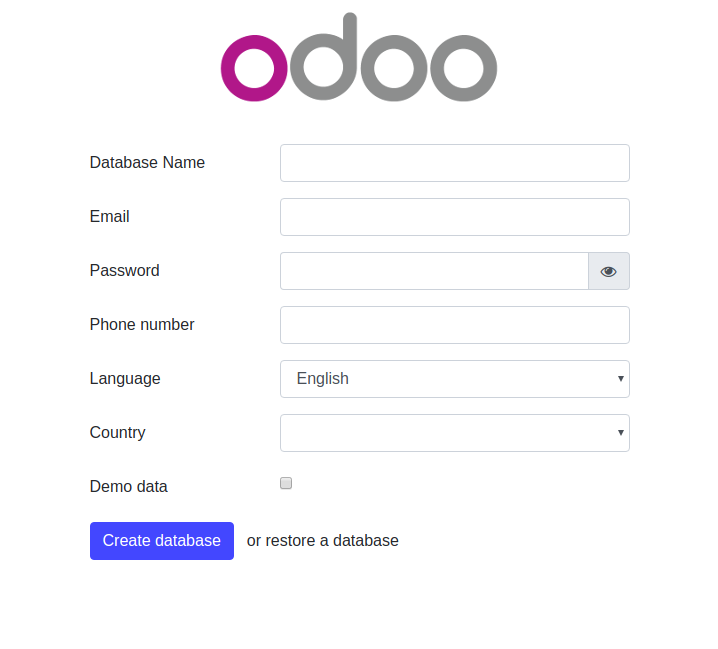 odoo
Database Name
Email
Password
Phone number
Language English
Country
Demo data
Create database or restore a database